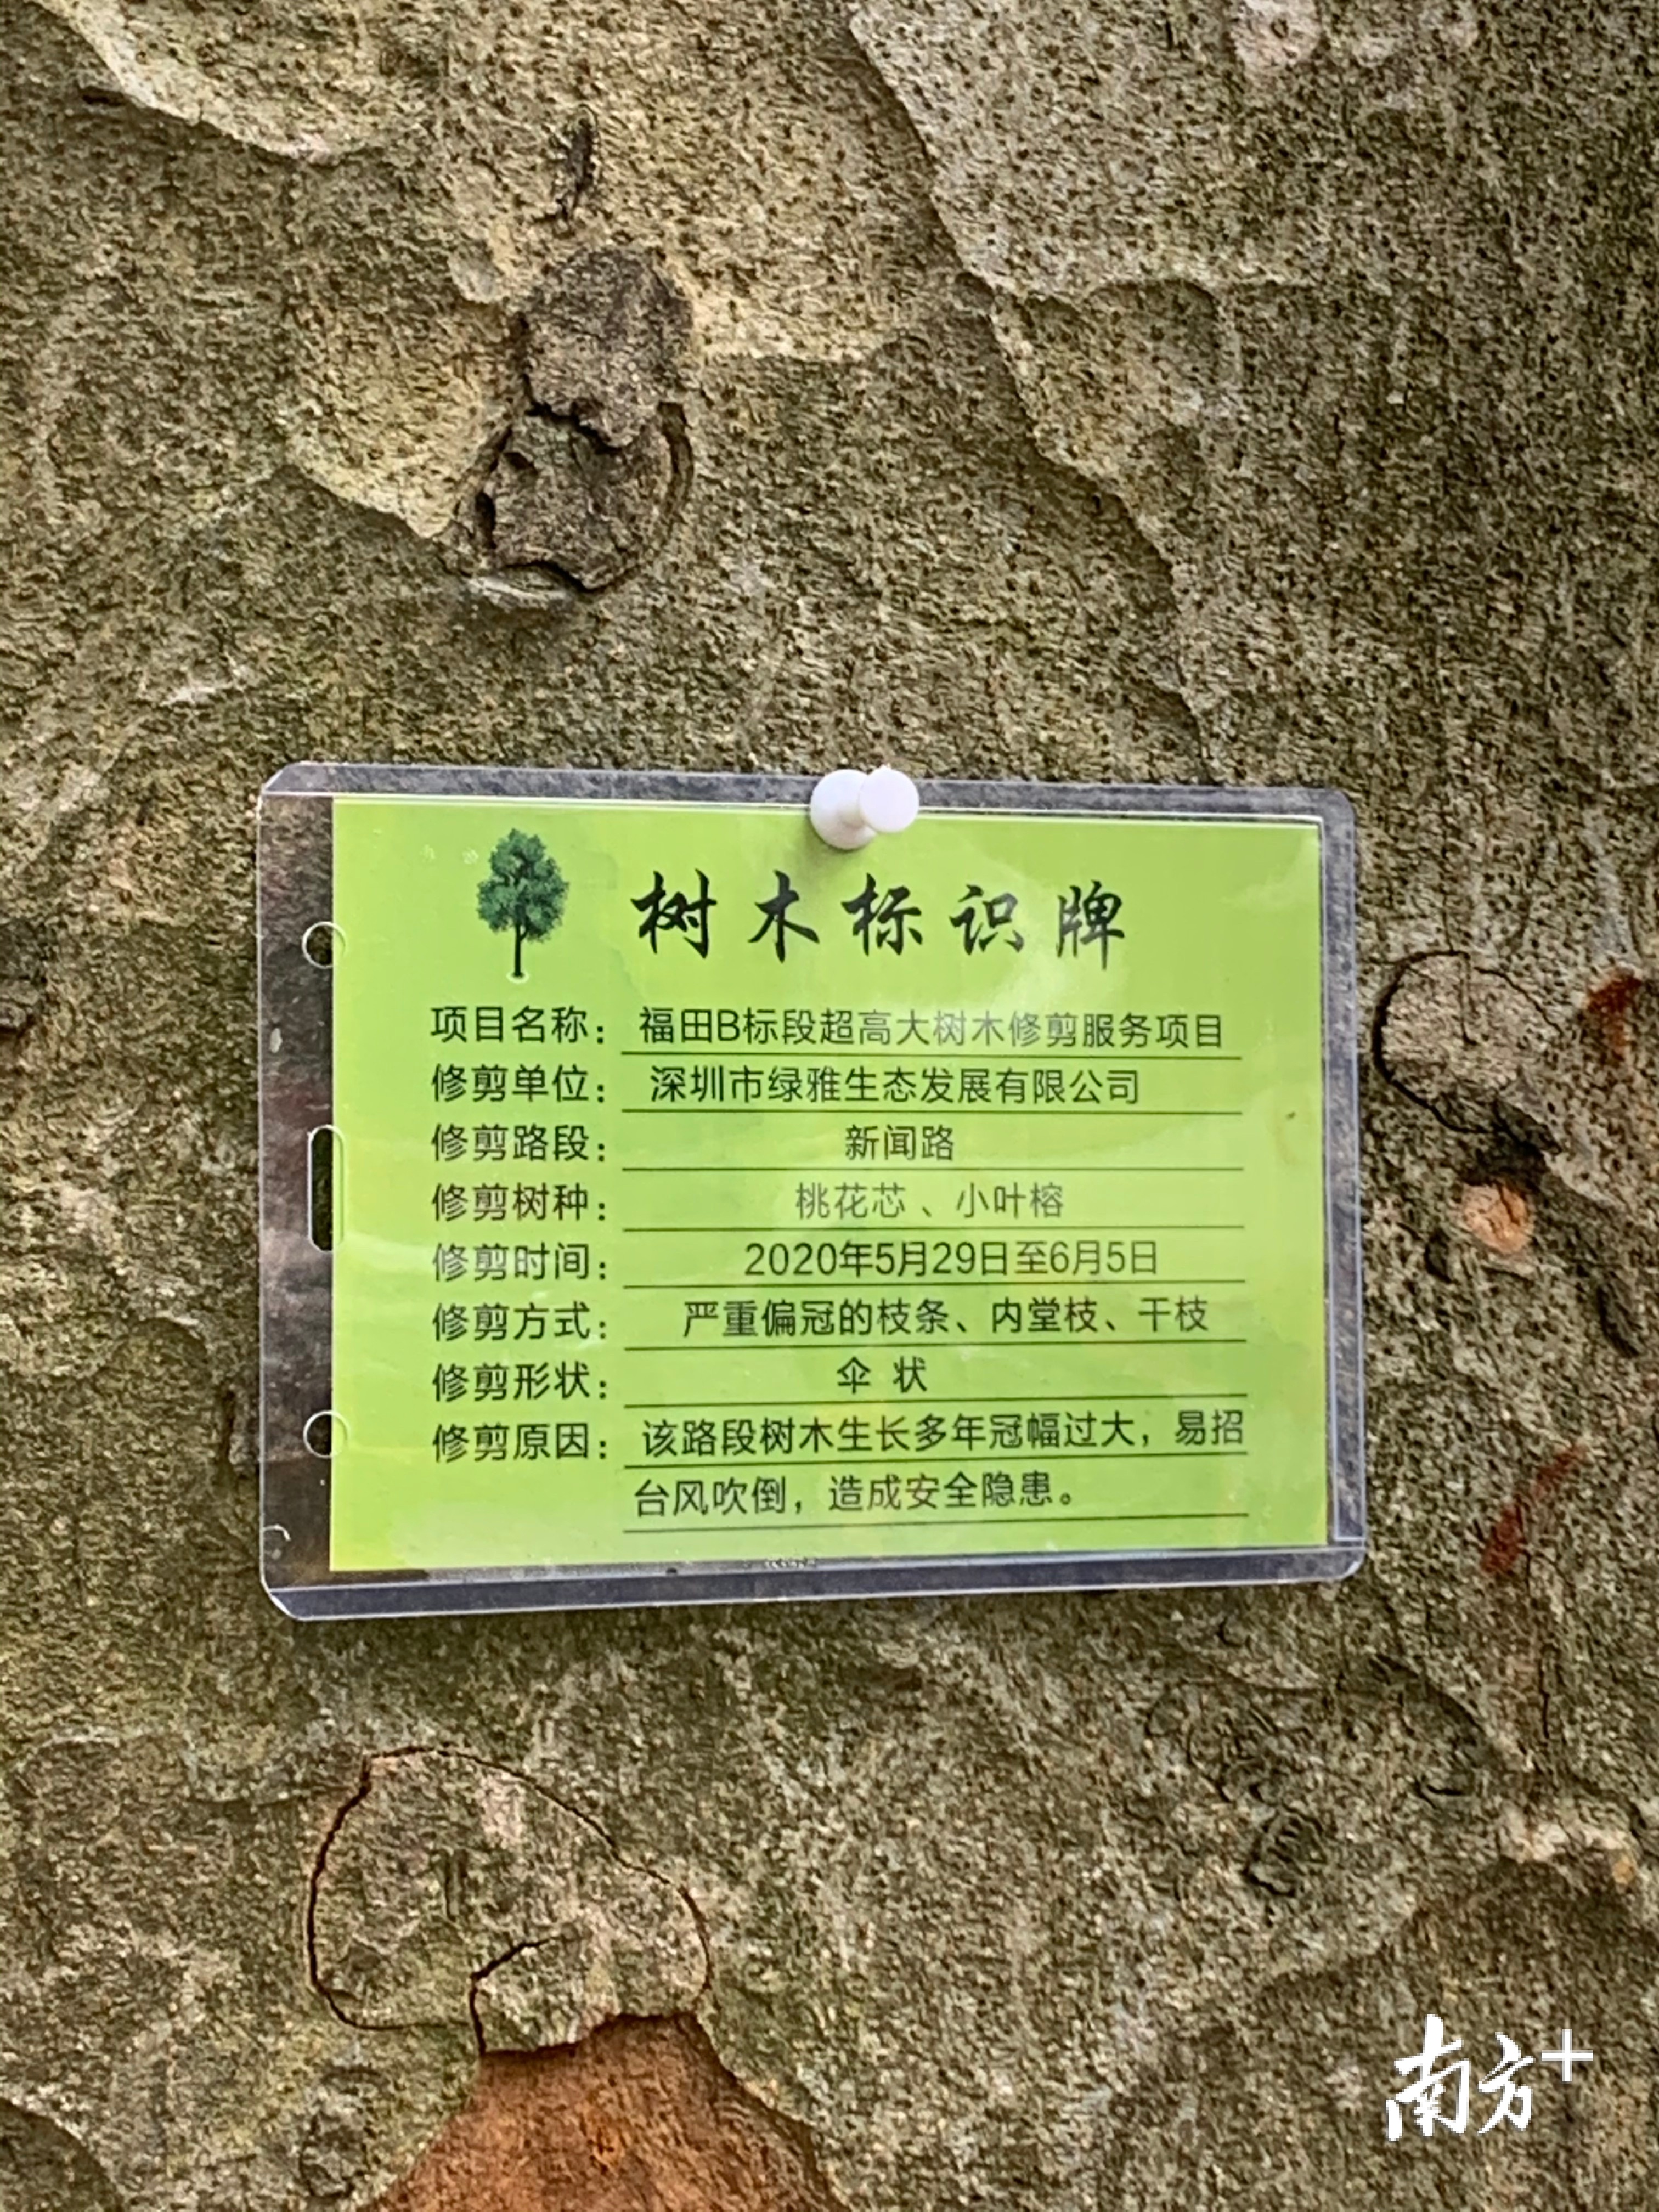 树木标识牌
项目名称：福田B标段超高大树木修剪服务项目
修剪单位：深圳市绿雅生态发展有限公司
修剪路段：新闻路
修剪树种：桃花芯、小叶榕
修剪时间：2020年5月29日至6月5日
修剪方式：严重偏冠的枝条、内堂枝、干枝
修剪形状：伞 状
修剪原因：该路段树木生长多年冠幅过大，易招
台风吹倒，造成安全隐患。
南方+